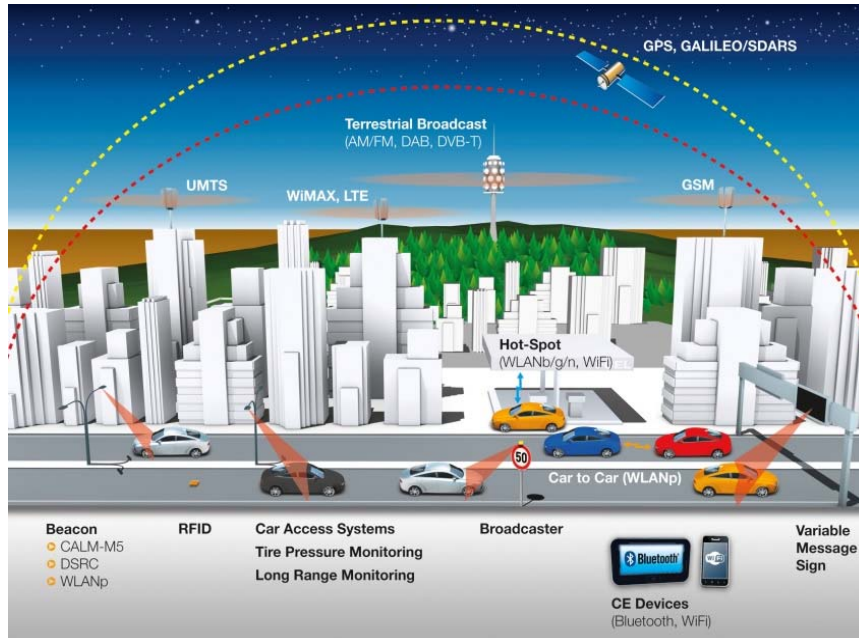 GPS, GALILEO/SDARS
Terrestrial Broadcast
(AM/FM, DAB, DVB-T)
UMTS
WiMAX, LTE
GSM
Hot-Spot
(WLANb/g/n, WiFi)
50
Car to Car (WLANp)
Beacon
CALM-M5
DSRC
WLANp
RFID
Car Access Systems
Tire Pressure Monitoring
Long Range Monitoring
Broadcaster
Bluetooth®
CE Devices
(Bluetooth, WiFi)
Variable
Message
Sign